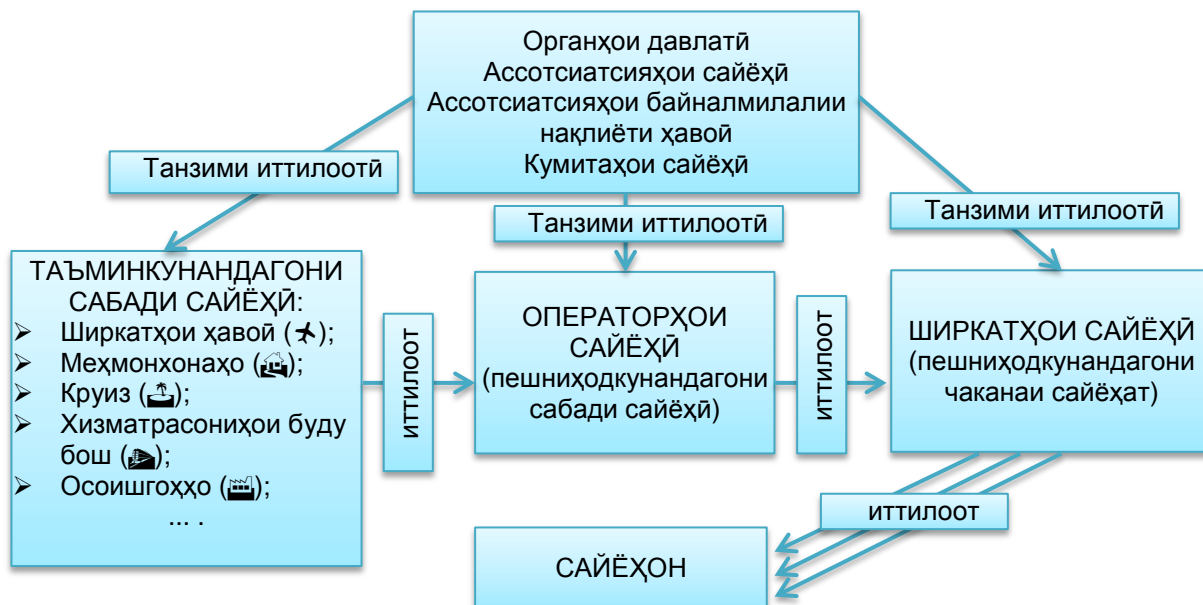 Органҳои давлатӣ
Ассотсиатсияҳои сайёҳӣ
Ассотсиатсияҳои байналмилалии
нақлиёти ҳавоӣ
Кумитаҳои сайёҳӣ
Танзими иттилоотӣ
Танзими иттилоотӣ
Танзими иттилоотӣ
ТАЪМИНКУНАНДАГОНИ
САБАДИ САЙЁҲӢ:
Ширкатҳои ҳавоӣ (✈);
Меҳмонхонаҳо (🏡);
Круиз (🏝);
Хизматрасониҳои буду
бош (🛏);
Осоишгоҳҳо (🏭);
... .
иттилоот
ОПЕРАТОРҲОИ
САЙЁҲӢ
(пешниҳодкунандагони
сабади сайёҳӣ)
иттилоот
ШИРКАТҲОИ САЙЁҲӢ
(пешниҳодкунандагони
чаканаи сайёҳат)
иттилоот
САЙЁҲОН